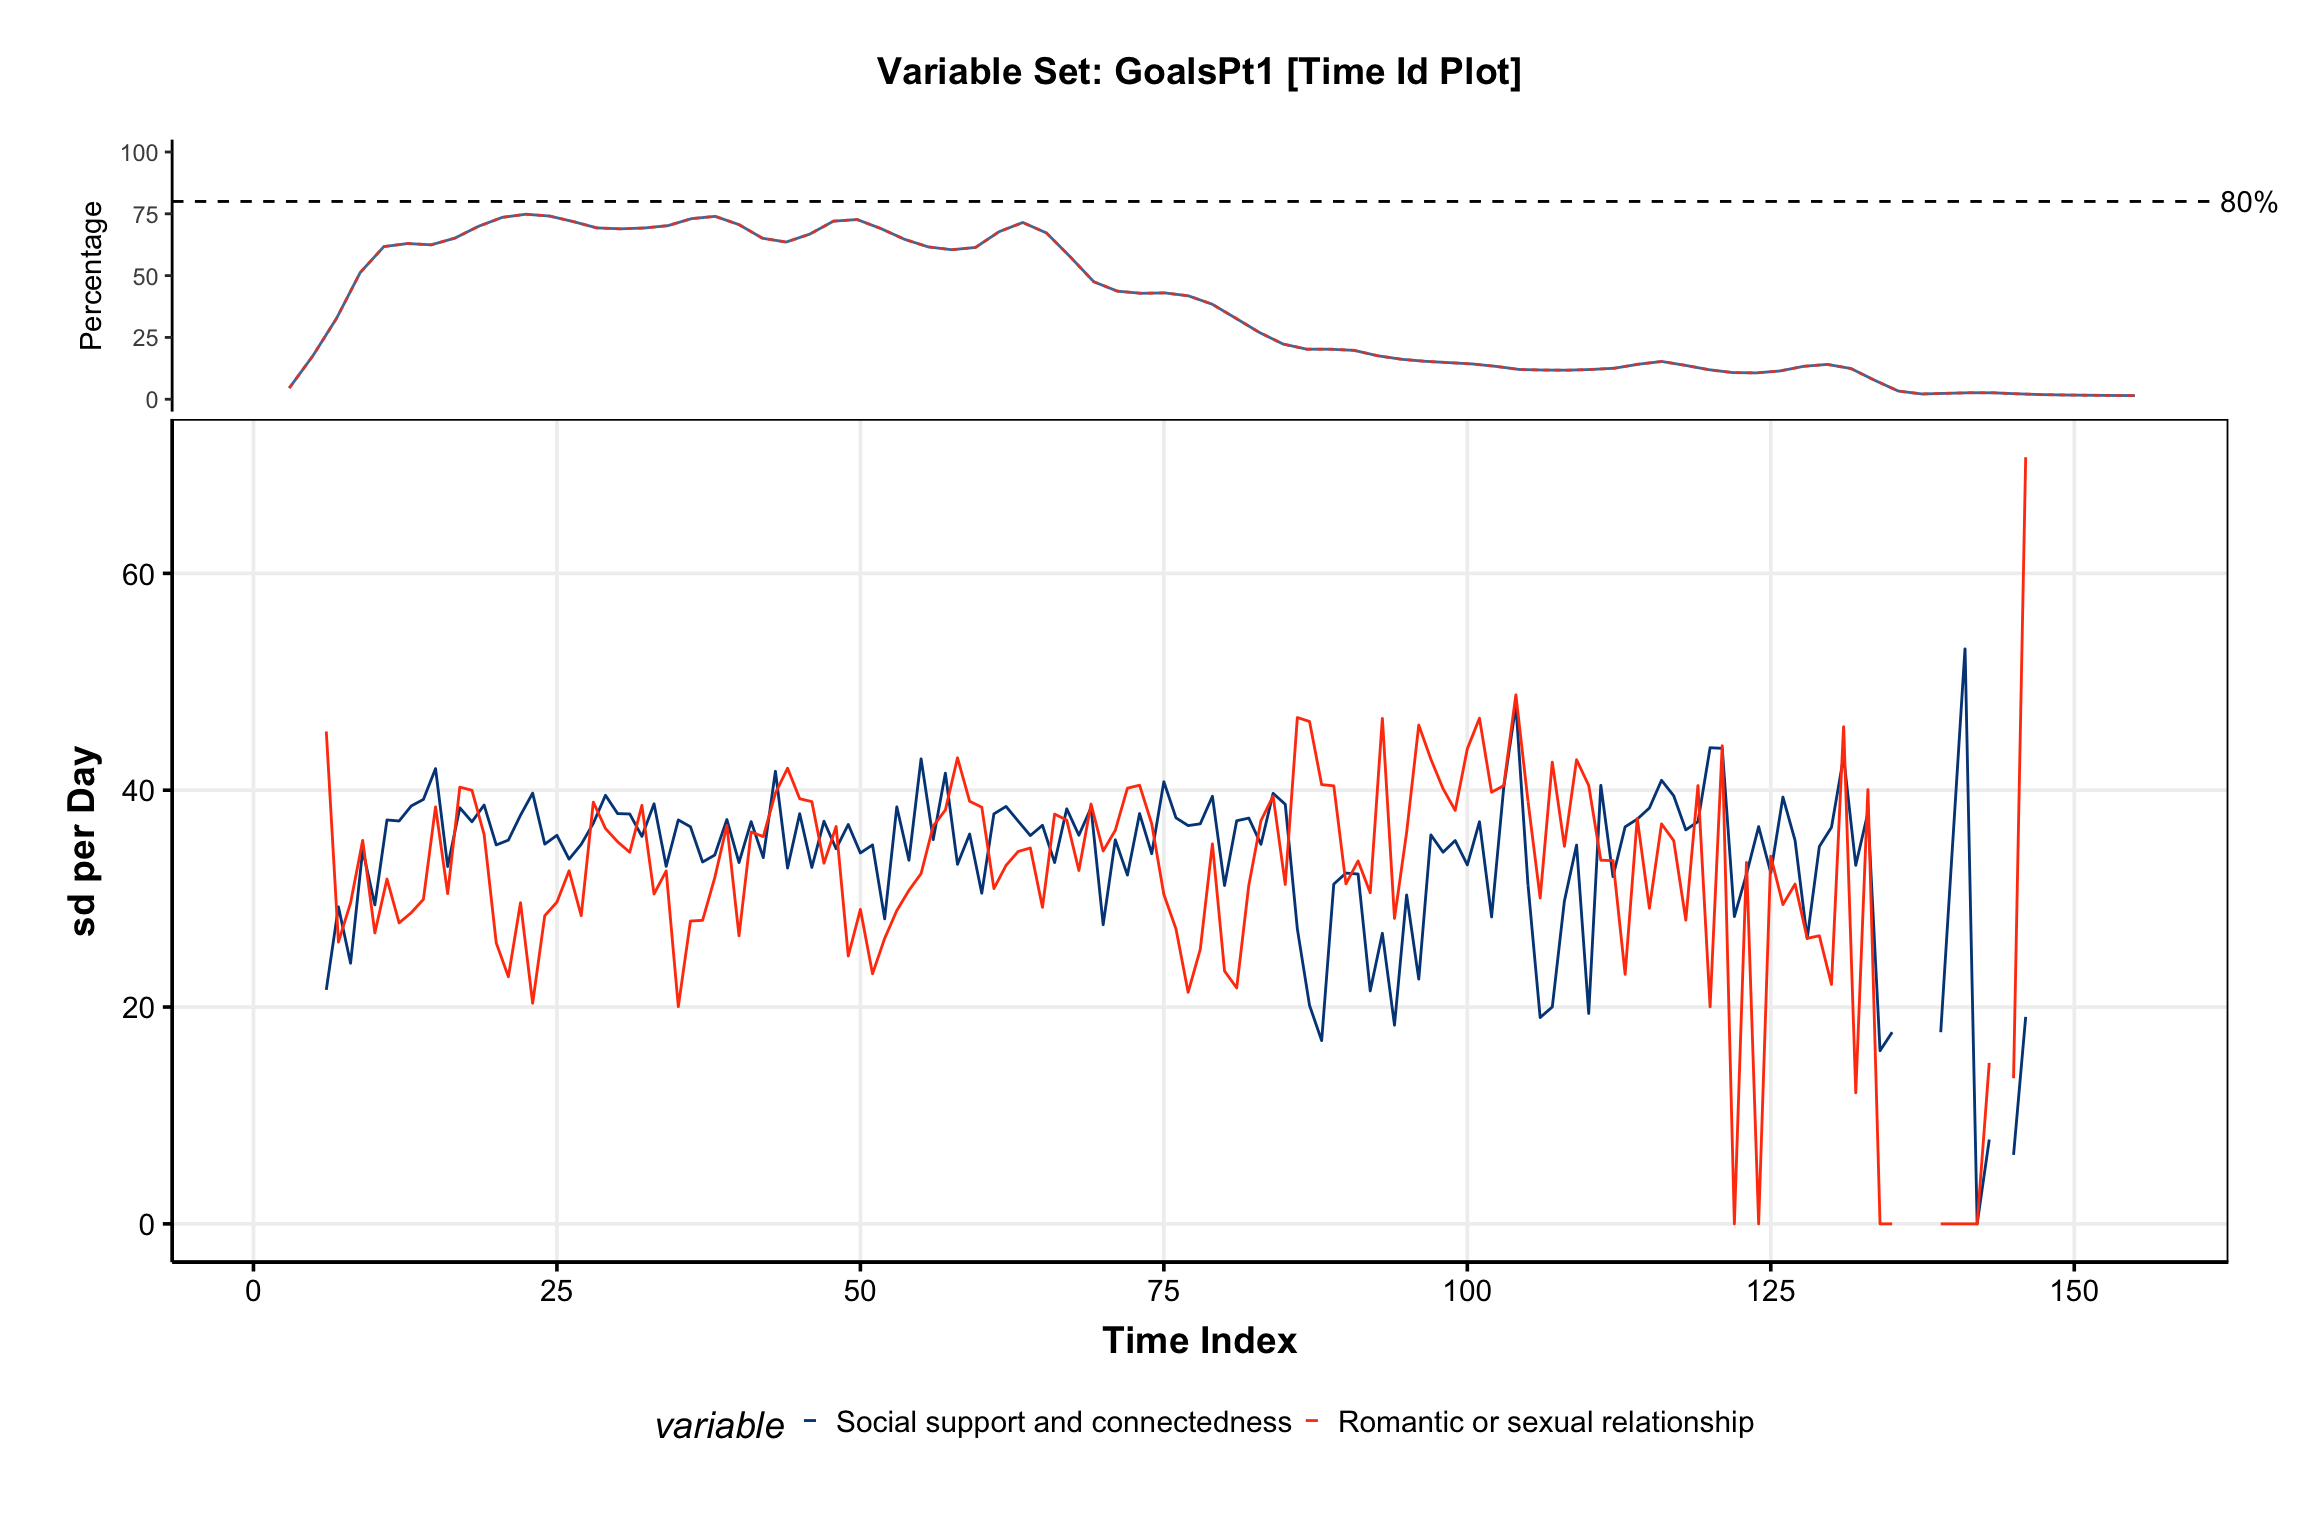 Variable Set: GoalsPt1 [Time Id Plot]
100
75
50
25
0
Percentage
80%
60
40
20
0
sd per Day
0 25 50 75 100 125 150
Time Index
variable Social support and connectedness Romantic or sexual relationship